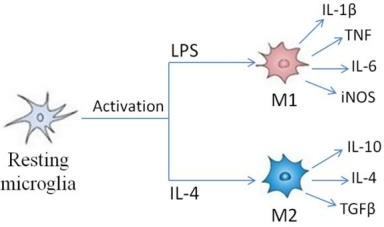 IL-1β
TNF
LPS
IL-6
iNOS
M1
Activation
Resting
microglia
IL-10
IL-4
IL-4
TGFβ
M2